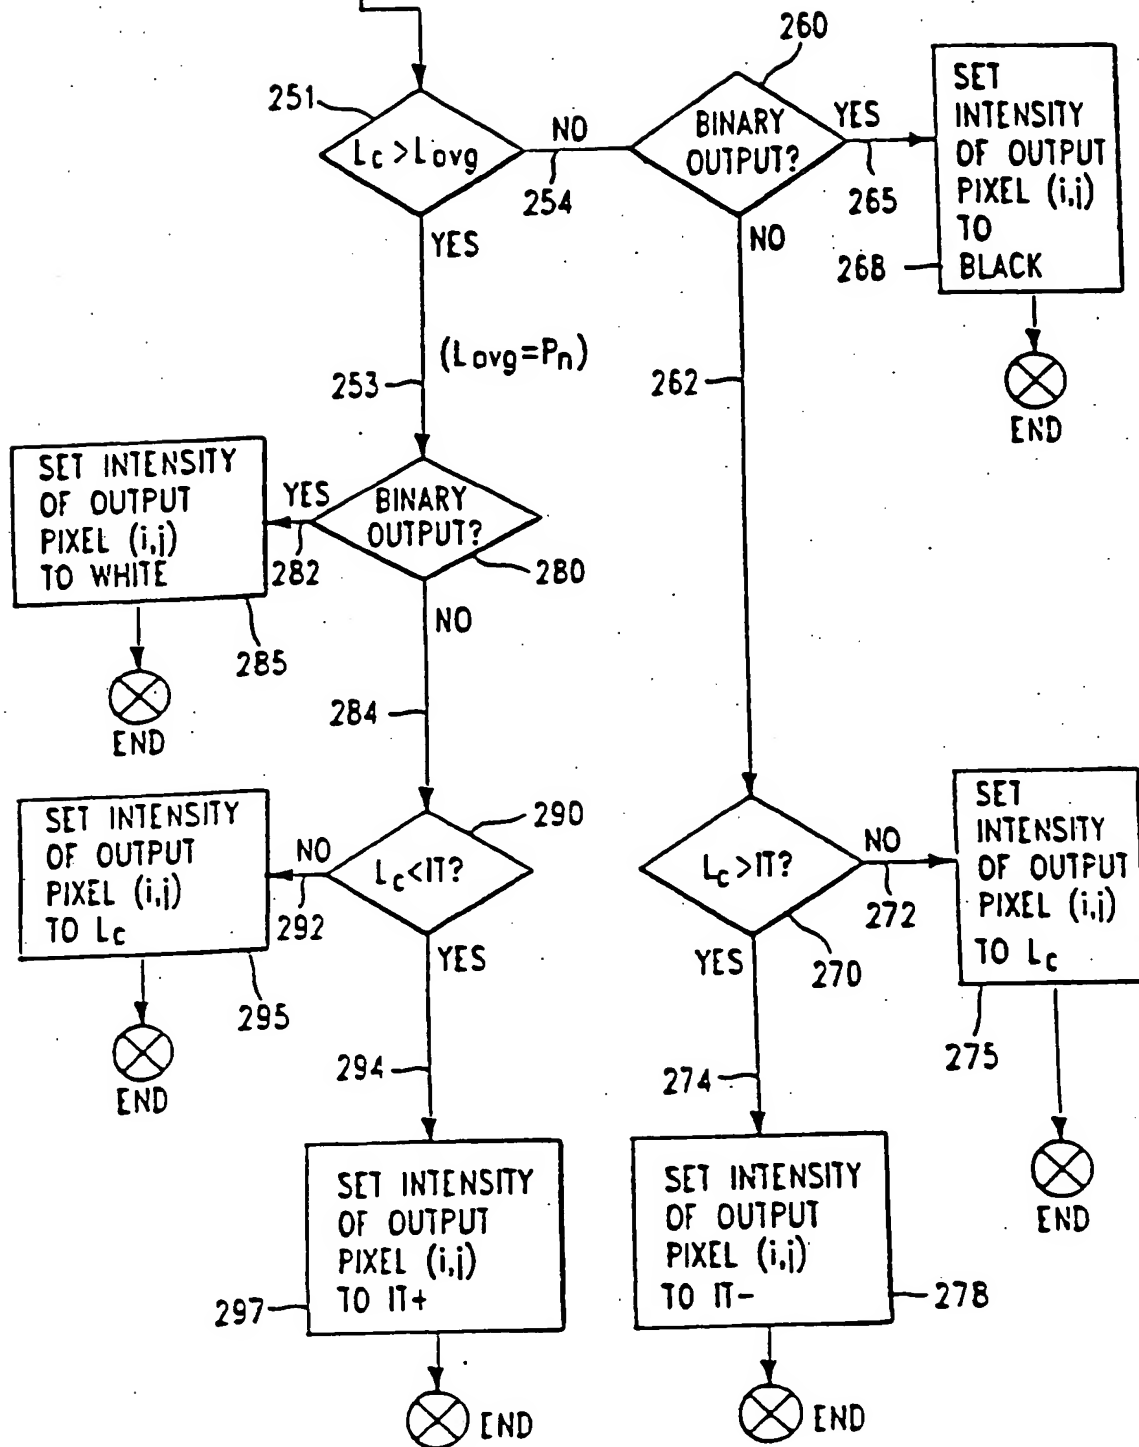 260
251
Lc>Lavg
NO
254
BINARY
OUTPUT?
YES
265
SET
INTENSITY
OF OUTPUT
PIXEL (i,j)
TO
BLACK
268
END
YES
NO
(Lavg=Pn)
253
262
SET INTENSITY
OF OUTPUT
PIXEL (i,j)
TO WHITE
YES
282
BINARY
OUTPUT?
280
285
END
NO
284
SET INTENSITY
OF OUTPUT
PIXEL (i,j)
TO Lc
NO
292
Lc<IT?
290
295
END
YES
294
Lc>IT?
NO
272
270
SET
INTENSITY
OF OUTPUT
PIXEL (i,j)
TO Lc
275
END
YES
274
SET INTENSITY
OF OUTPUT
PIXEL (i,j)
TO IT+
297
END
SET INTENSITY
OF OUTPUT
PIXEL (i,j)
TO IT-
278
END